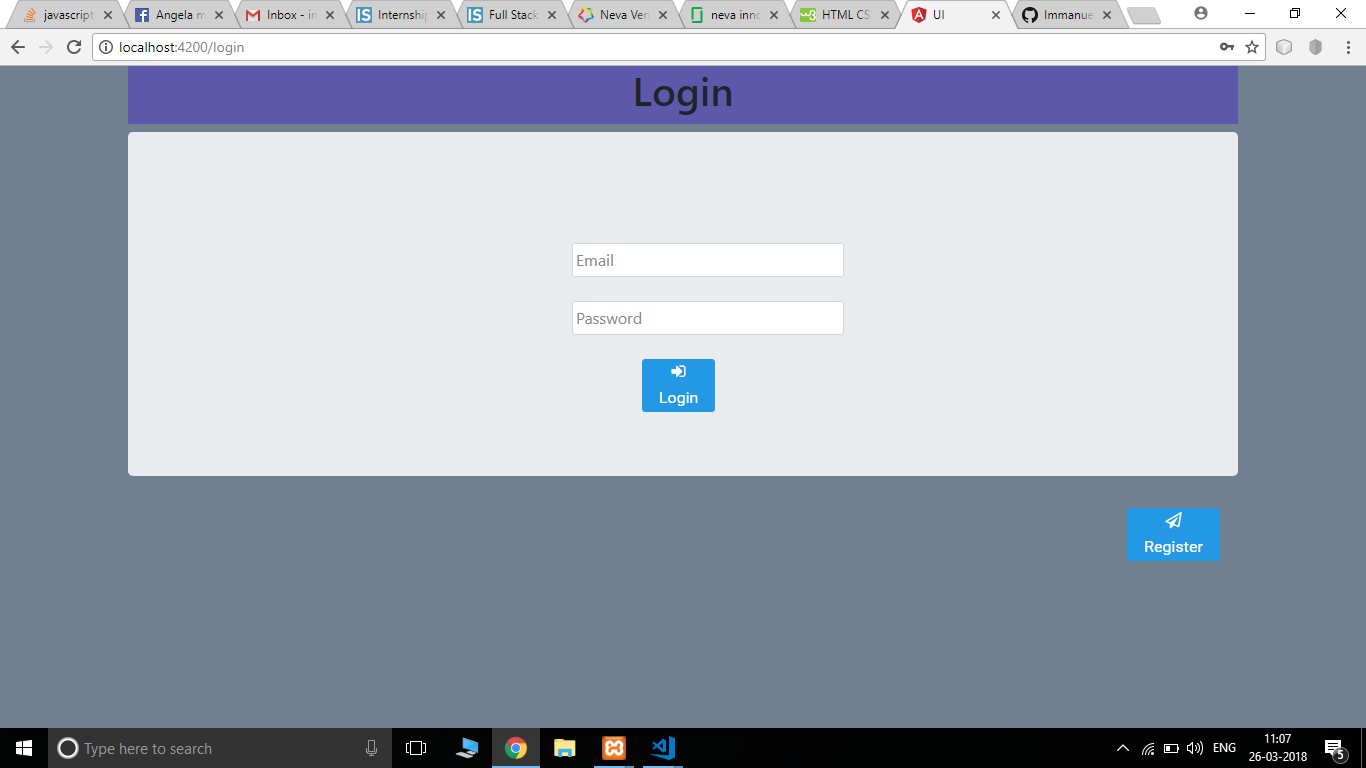 javascript
Angela m
Inbox - in
Internship
Full Stack
Neva Ven
neva inno
HTML CS
UI
Immanue
localhost:4200/login
Login
Email
Password
Login
Register
Type here to search
ENG
11:07
26-03-2018
5